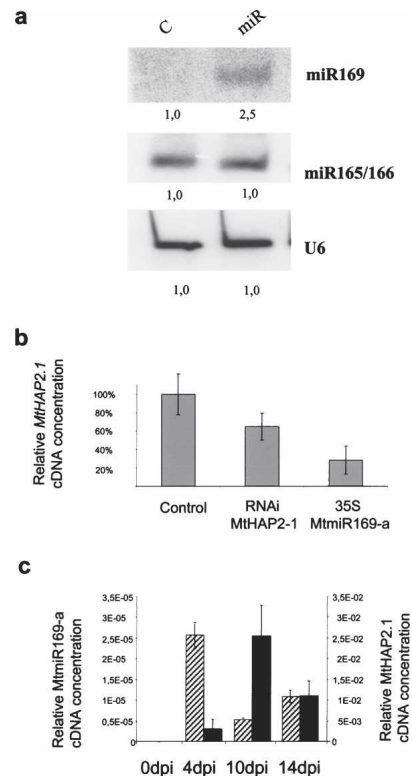 a
C miR
miR169
1,0 2,5
miR165/166
1,0 1,0
U6
1,0 1,0
b
Relative MtHAP2.1
cDNA concentration
100%
80%
60%
40%
20%
Control RNAi 35S
MtHAP2-1 MtmiR169-a
c
Relative MtmiR169-a
cDNA concentration
3,5E-05 3,5E-02
3E-05 3E-02
2,5E-05 2,5E-02
2E-05 2E-02
1,5E-05 1,5E-02
1E-05 1E-02
0,5E-05 5E-03
0 0
Relative MtHAP2.1
cDNA concentration
0dpi 4dpi 10dpi 14dpi